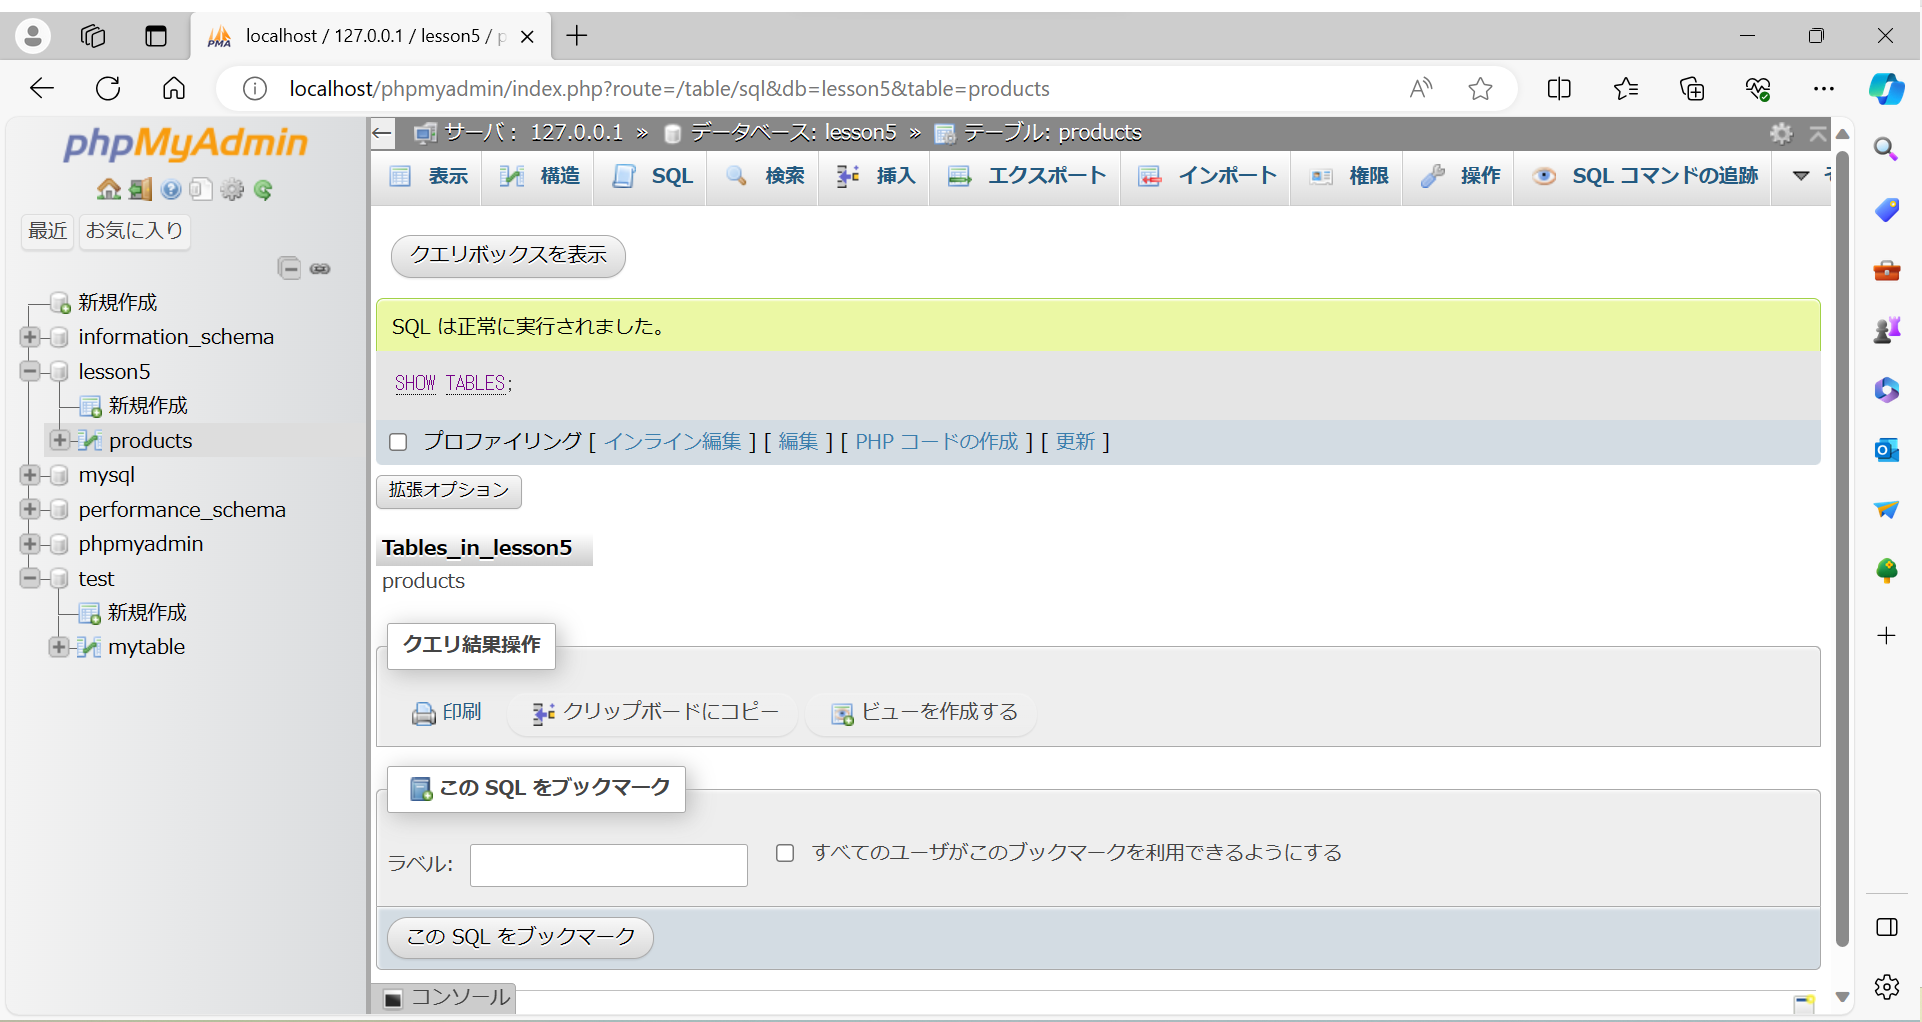 localhost / 127.0.0.1 / lesson5 / p
localhost/phpmyadmin/index.php?route=/table/sql&db=lesson5&table=products
phpMyAdmin
最近 お気に入り
新規作成
information_schema
lesson5
新規作成
products
mysql
performance_schema
phpmyadmin
test
新規作成
mytable
サーバ: 127.0.0.1 » データベース: lesson5 » テーブル: products
表示 構造 SQL 検索 挿入 エクスポート インポート 権限 操作 SQL コマンドの追跡
クエリボックスを表示
SQL は正常に実行されました。
SHOW TABLES;
プロファイリング [ インライン編集 ] [ 編集 ] [ PHP コードの作成 ] [ 更新 ]
拡張オプション
Tables_in_lesson5
products
クエリ結果操作
印刷 クリップボードにコピー ビューを作成する
この SQL をブックマーク
ラベル: すべてのユーザがこのブックマークを利用できるようにする
この SQL をブックマーク
コンソール